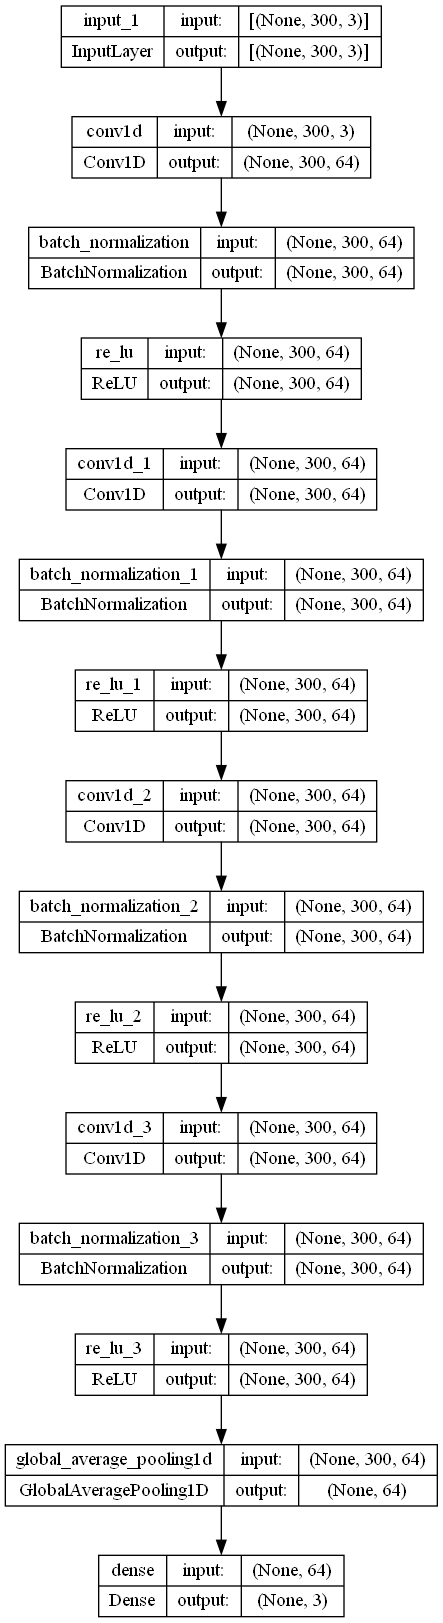 input_1 input: [(None, 300, 3)]
InputLayer output: [(None, 300, 3)]
conv1d input: (None, 300, 3)
Conv1D output: (None, 300, 64)
batch_normalization input: (None, 300, 64)
BatchNormalization output: (None, 300, 64)
re_lu input: (None, 300, 64)
ReLU output: (None, 300, 64)
conv1d_1 input: (None, 300, 64)
Conv1D output: (None, 300, 64)
batch_normalization_1 input: (None, 300, 64)
BatchNormalization output: (None, 300, 64)
re_lu_1 input: (None, 300, 64)
ReLU output: (None, 300, 64)
conv1d_2 input: (None, 300, 64)
Conv1D output: (None, 300, 64)
batch_normalization_2 input: (None, 300, 64)
BatchNormalization output: (None, 300, 64)
re_lu_2 input: (None, 300, 64)
ReLU output: (None, 300, 64)
conv1d_3 input: (None, 300, 64)
Conv1D output: (None, 300, 64)
batch_normalization_3 input: (None, 300, 64)
BatchNormalization output: (None, 300, 64)
re_lu_3 input: (None, 300, 64)
ReLU output: (None, 300, 64)
global_average_pooling1d input: (None, 300, 64)
GlobalAveragePooling1D output: (None, 64)
dense input: (None, 64)
Dense output: (None, 3)